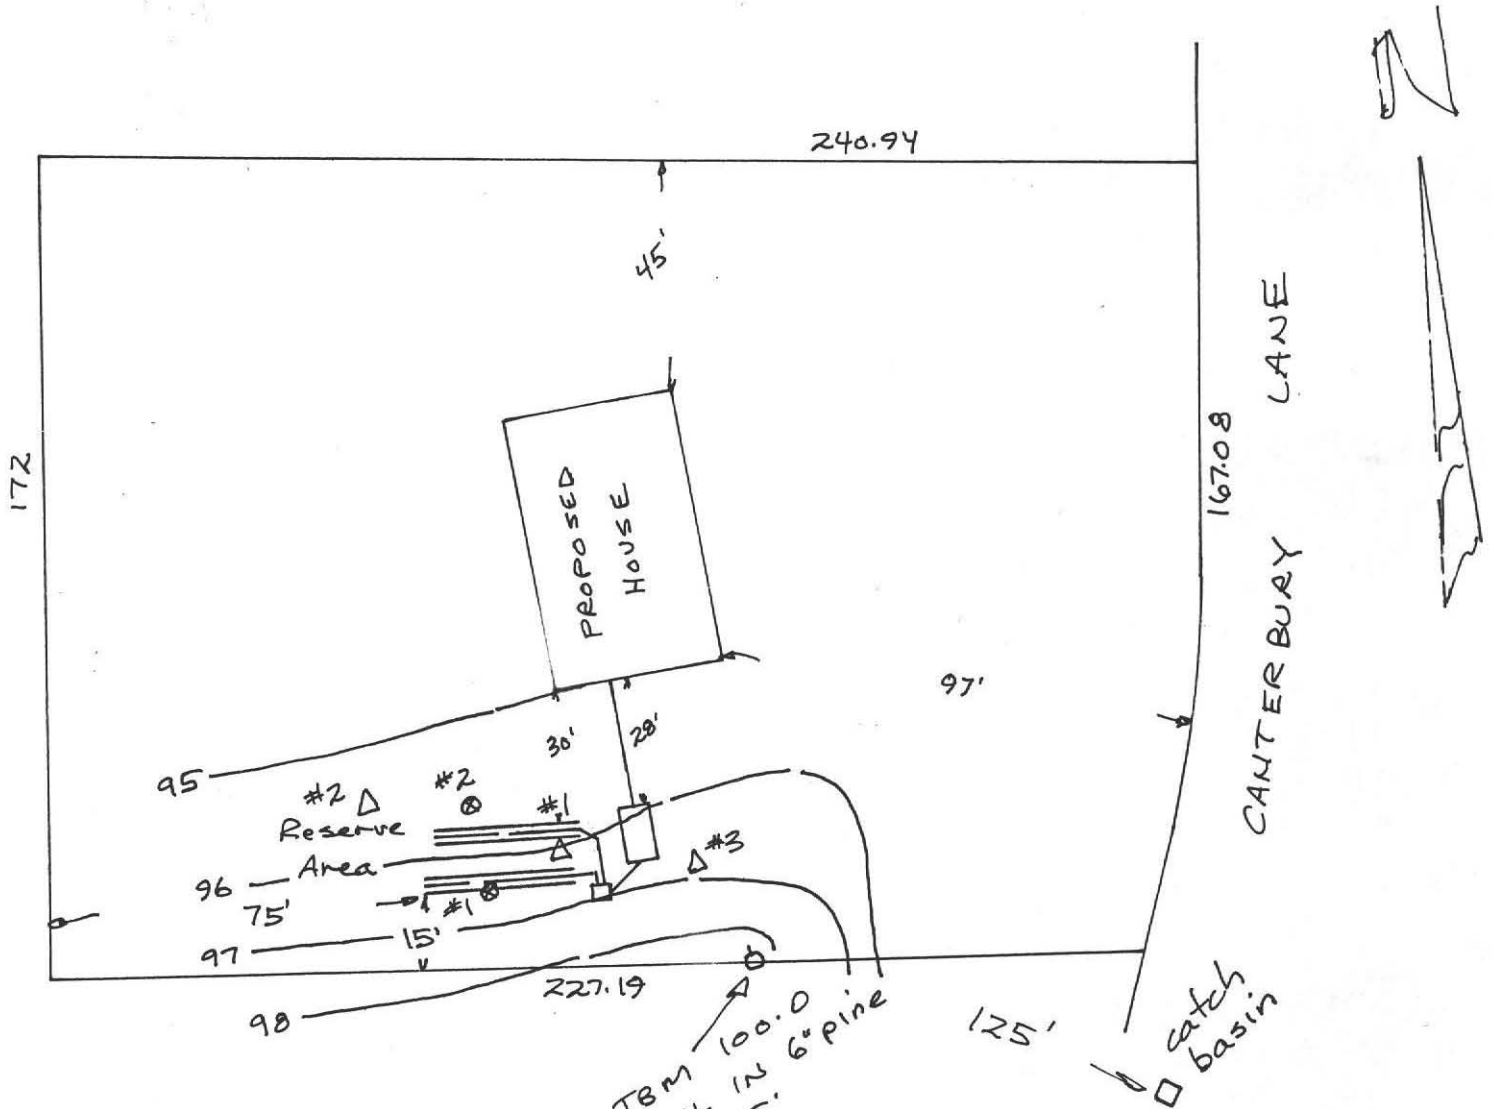 N
240.94
45'
172
167.08
CANTERBURY LANE
PROPOSED
HOUSE
97'
30'
28'
95
#2
#2
#1
Reserve
Area
#3
96
75'
#1
97
15'
227.19
98
TBM 100.0
IN 6" pine
125'
catch
basin